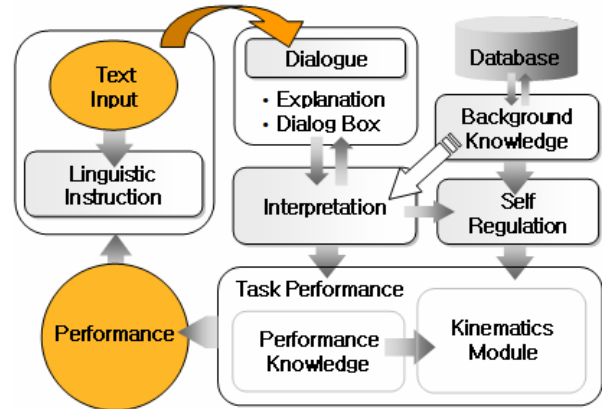 Text
Input
Linguistic
Instruction
Dialogue
• Explanation
• Dialog Box
Database
Background
Knowledge
Interpretation
Self
Regulation
Task Performance
Performance
Performance
Knowledge
Kinematics
Module